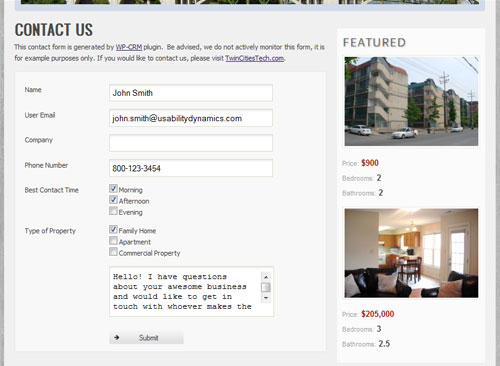 CONTACT US
This contact form is generated by WP-CRM plugin. Be advised, we do not actively monitor this form, it is
for example purposes only. If you would like to contact us, please visit TwinCitiesTech.com.
Name
John Smith
User Email
john.smith@usabilitydynamics.com
Company
Phone Number
800-123-3454
Best Contact Time
Morning
Afternoon
Evening
Type of Property
Family Home
Apartment
Commercial Property
Hello! I have questions
about your awesome business
and would like to get in
touch with whoever makes the
Submit
FEATURED
Price: $900
Bedrooms: 2
Bathrooms: 2
Price: $205,000
Bedrooms: 3
Bathrooms: 2.5